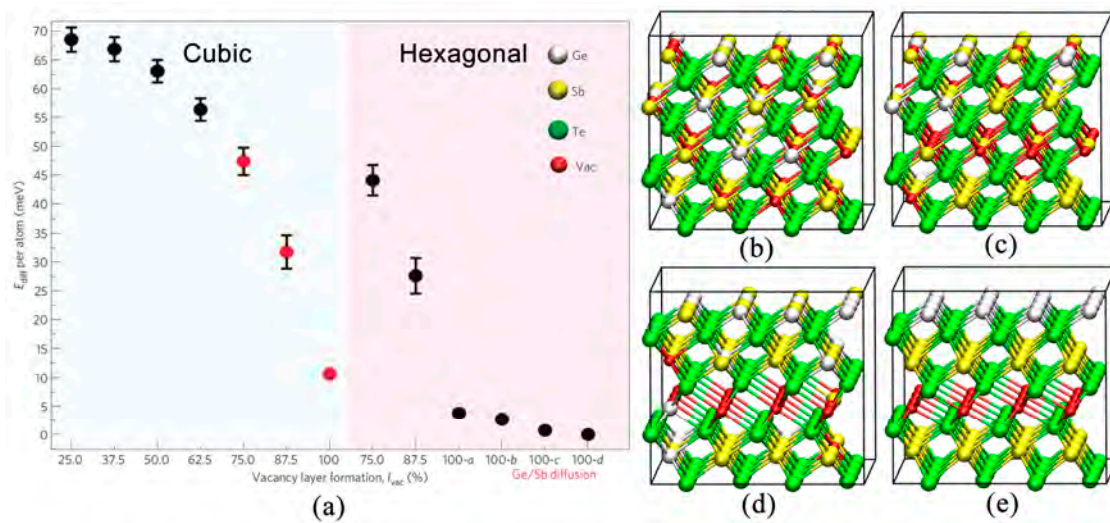 70
65
60
55
50
45
40
35
30
25
20
15
10
5
0
E_diff per atom (meV)
Cubic
Hexagonal
Ge
Sb
Te
Vac
25.0 37.5 50.0 62.5 75.0 87.5 100 75.0 87.5 100-a 100-b 100-c 100-d
Vacancy layer formation, I_vac (%)
Ge/Sb diffusion
(a)
(b)
(c)
(d)
(e)